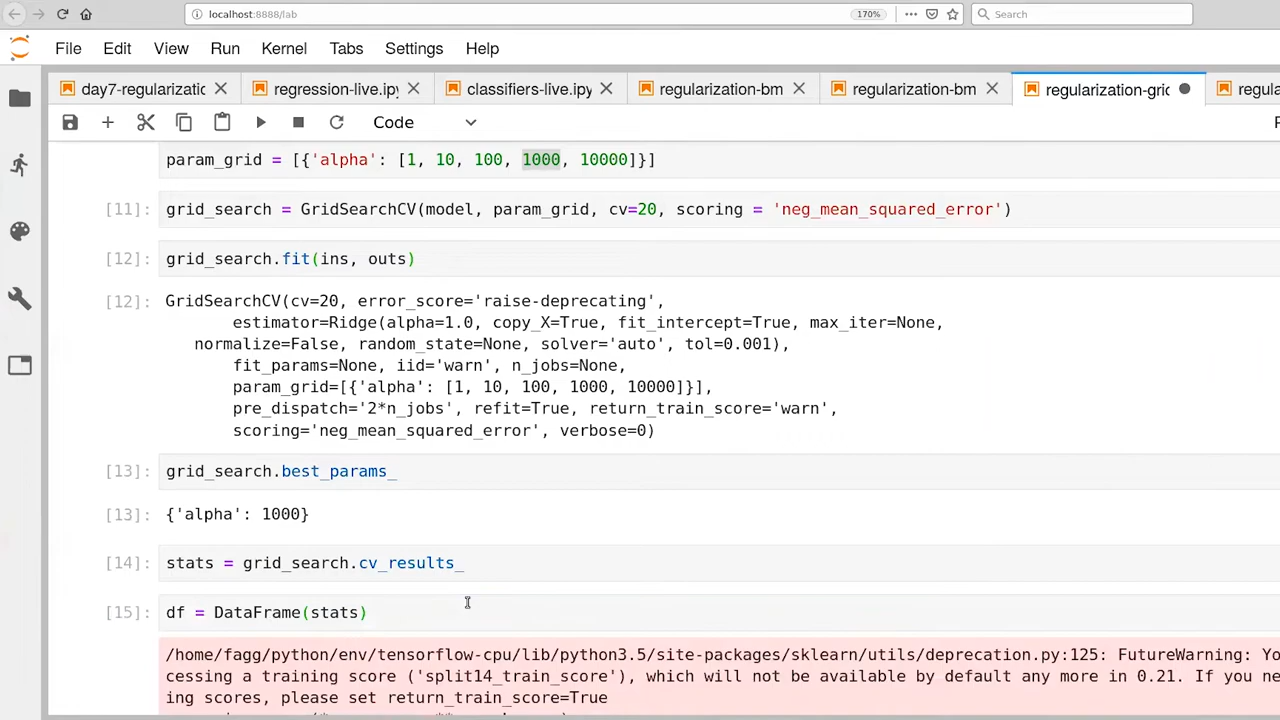 localhost:8888/lab
170%
Search
File Edit View Run Kernel Tabs Settings Help
day7-regularizatic
regression-live.ipy
classifiers-live.ipy
regularization-bm
regularization-bm
regularization-gric
regula
Code
param_grid = [{'alpha': [1, 10, 100, 1000, 10000]}]
[11]: grid_search = GridSearchCV(model, param_grid, cv=20, scoring = 'neg_mean_squared_error')
[12]: grid_search.fit(ins, outs)
[12]: GridSearchCV(cv=20, error_score='raise-deprecating',
estimator=Ridge(alpha=1.0, copy_X=True, fit_intercept=True, max_iter=None,
normalize=False, random_state=None, solver='auto', tol=0.001),
fit_params=None, iid='warn', n_jobs=None,
param_grid=[{'alpha': [1, 10, 100, 1000, 10000]}],
pre_dispatch='2*n_jobs', refit=True, return_train_score='warn',
scoring='neg_mean_squared_error', verbose=0)
[13]: grid_search.best_params_
[13]: {'alpha': 1000}
[14]: stats = grid_search.cv_results_
[15]: df = DataFrame(stats)
/home/fagg/python/env/tensorflow-cpu/lib/python3.5/site-packages/sklearn/utils/deprecation.py:125: FutureWarning: Yo
cessing a training score ('split14_train_score'), which will not be available by default any more in 0.21. If you ne
ing scores, please set return_train_score=True